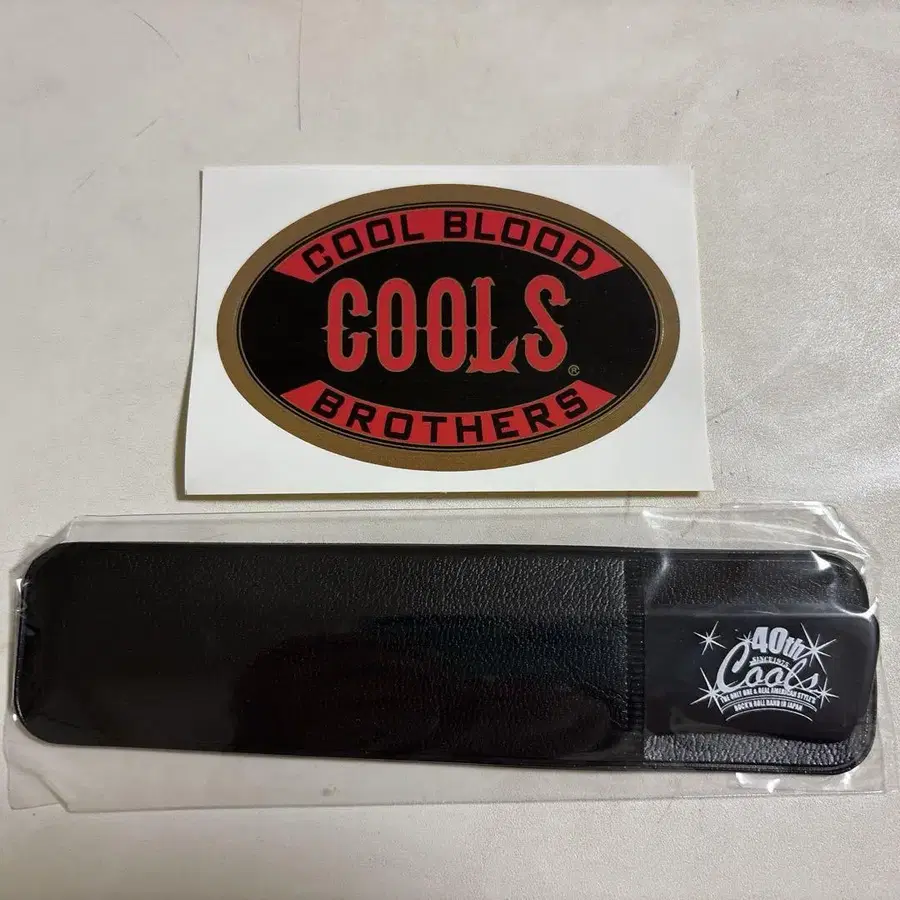 COOL BLOOD
COOLS
®
BROTHERS
40th
SINCE 1975
Cools
THE ONLY ONE & REAL AMERICAN STYLE'S
ROCK'N ROLL BAND IN JAPAN